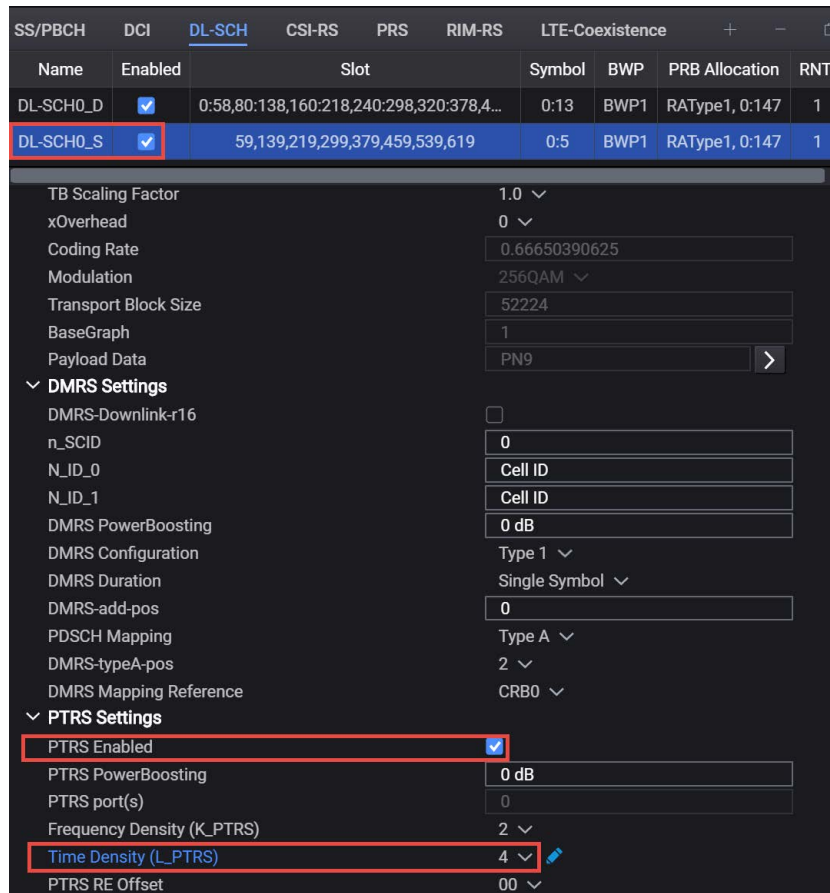 SS/PBCH DCI DL-SCH CSI-RS PRS RIM-RS LTE-Coexistence + −
Name Enabled Slot Symbol BWP PRB Allocation RNT
DL-SCH0_D 0:58,80:138,160:218,240:298,320:378,4... 0:13 BWP1 RAType1, 0:147 1
DL-SCH0_S 59,139,219,299,379,459,539,619 0:5 BWP1 RAType1, 0:147 1
TB Scaling Factor 1.0
xOverhead 0
Coding Rate 0.66650390625
Modulation 256QAM
Transport Block Size 52224
BaseGraph 1
Payload Data PN9
DMRS Settings
DMRS-Downlink-r16
n_SCID 0
N_ID_0 Cell ID
N_ID_1 Cell ID
DMRS PowerBoosting 0 dB
DMRS Configuration Type 1
DMRS Duration Single Symbol
DMRS-add-pos 0
PDSCH Mapping Type A
DMRS-typeA-pos 2
DMRS Mapping Reference CRB0
PTRS Settings
PTRS Enabled
PTRS PowerBoosting 0 dB
PTRS port(s) 0
Frequency Density (K_PTRS) 2
Time Density (L_PTRS) 4
PTRS RE Offset 00